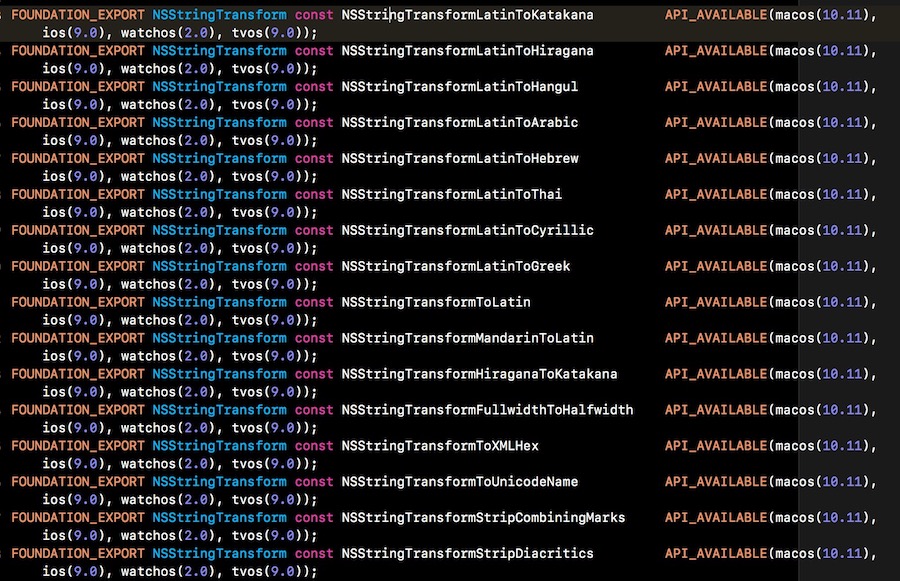 FOUNDATION_EXPORT NSStringTransform const NSStringTransformLatinToKatakana API_AVAILABLE(macos(10.11),
ios(9.0), watchos(2.0), tvos(9.0));
FOUNDATION_EXPORT NSStringTransform const NSStringTransformLatinToHiragana API_AVAILABLE(macos(10.11),
ios(9.0), watchos(2.0), tvos(9.0));
FOUNDATION_EXPORT NSStringTransform const NSStringTransformLatinToHangul API_AVAILABLE(macos(10.11),
ios(9.0), watchos(2.0), tvos(9.0));
FOUNDATION_EXPORT NSStringTransform const NSStringTransformLatinToArabic API_AVAILABLE(macos(10.11),
ios(9.0), watchos(2.0), tvos(9.0));
FOUNDATION_EXPORT NSStringTransform const NSStringTransformLatinToHebrew API_AVAILABLE(macos(10.11),
ios(9.0), watchos(2.0), tvos(9.0));
FOUNDATION_EXPORT NSStringTransform const NSStringTransformLatinToThai API_AVAILABLE(macos(10.11),
ios(9.0), watchos(2.0), tvos(9.0));
FOUNDATION_EXPORT NSStringTransform const NSStringTransformLatinToCyrillic API_AVAILABLE(macos(10.11),
ios(9.0), watchos(2.0), tvos(9.0));
FOUNDATION_EXPORT NSStringTransform const NSStringTransformLatinToGreek API_AVAILABLE(macos(10.11),
ios(9.0), watchos(2.0), tvos(9.0));
FOUNDATION_EXPORT NSStringTransform const NSStringTransformToLatin API_AVAILABLE(macos(10.11),
ios(9.0), watchos(2.0), tvos(9.0));
FOUNDATION_EXPORT NSStringTransform const NSStringTransformMandarinToLatin API_AVAILABLE(macos(10.11),
ios(9.0), watchos(2.0), tvos(9.0));
FOUNDATION_EXPORT NSStringTransform const NSStringTransformHiraganaToKatakana API_AVAILABLE(macos(10.11),
ios(9.0), watchos(2.0), tvos(9.0));
FOUNDATION_EXPORT NSStringTransform const NSStringTransformFullwidthToHalfwidth API_AVAILABLE(macos(10.11),
ios(9.0), watchos(2.0), tvos(9.0));
FOUNDATION_EXPORT NSStringTransform const NSStringTransformToXMLHex API_AVAILABLE(macos(10.11),
ios(9.0), watchos(2.0), tvos(9.0));
FOUNDATION_EXPORT NSStringTransform const NSStringTransformToUnicodeName API_AVAILABLE(macos(10.11),
ios(9.0), watchos(2.0), tvos(9.0));
FOUNDATION_EXPORT NSStringTransform const NSStringTransformStripCombiningMarks API_AVAILABLE(macos(10.11),
ios(9.0), watchos(2.0), tvos(9.0));
FOUNDATION_EXPORT NSStringTransform const NSStringTransformStripDiacritics API_AVAILABLE(macos(10.11),
ios(9.0), watchos(2.0), tvos(9.0));